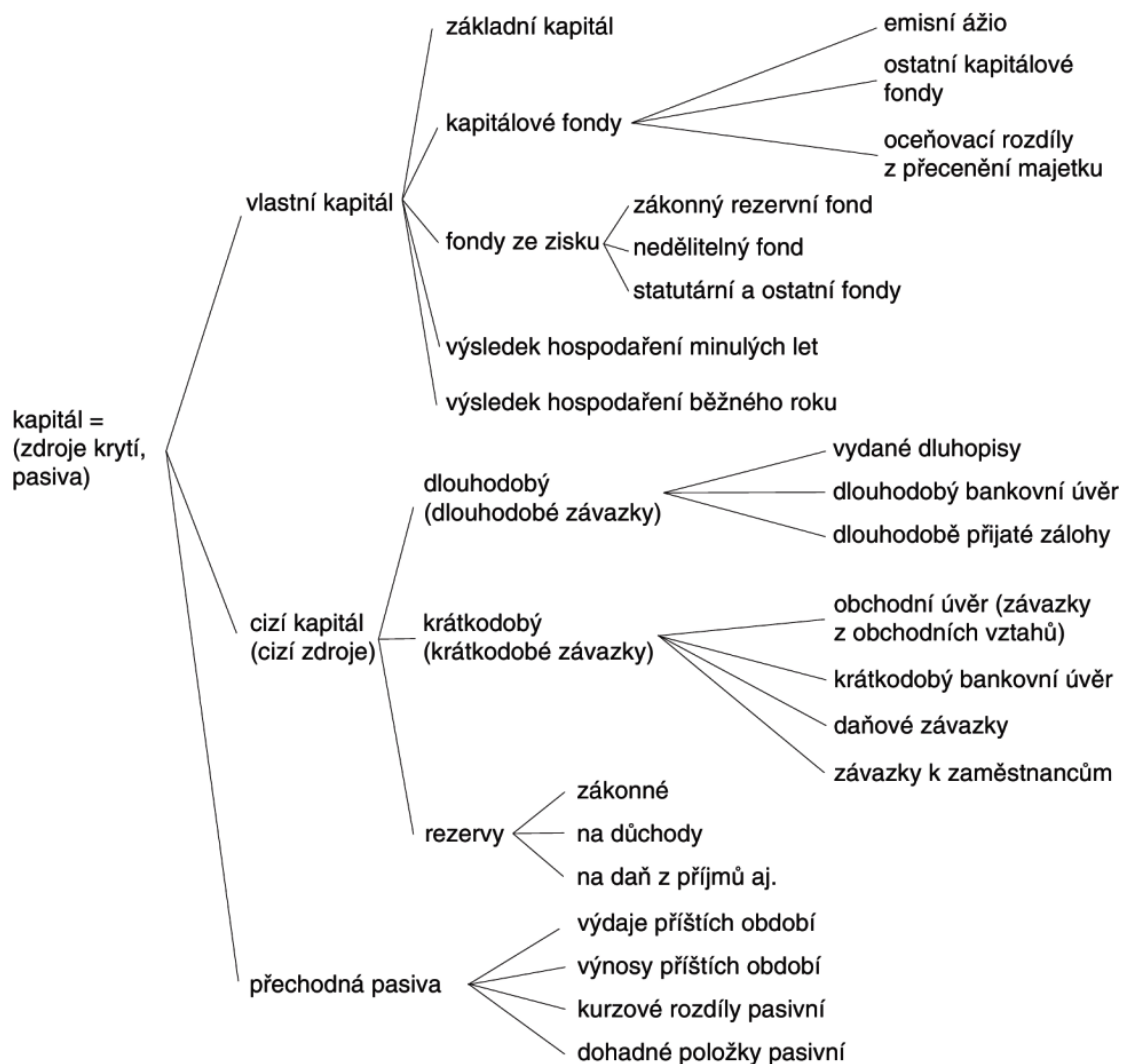 kapitál =
(zdroje krytí,
pasiva)
vlastní kapitál
základní kapitál
kapitálové fondy
emisní ážio
ostatní kapitálové
fondy
oceňovací rozdíly
z přecenění majetku
fondy ze zisku
zákonný rezervní fond
nedělitelný fond
statutární a ostatní fondy
výsledek hospodaření minulých let
výsledek hospodaření běžného roku
cizí kapitál
(cizí zdroje)
dlouhodobý
(dlouhodobé závazky)
vydané dluhopisy
dlouhodobý bankovní úvěr
dlouhodobě přijaté zálohy
krátkodobý
(krátkodobé závazky)
obchodní úvěr (závazky
z obchodních vztahů)
krátkodobý bankovní úvěr
daňové závazky
závazky k zaměstnancům
rezervy
zákonné
na důchody
na daň z příjmů aj.
přechodná pasiva
výdaje příštích období
výnosy příštích období
kurzové rozdíly pasivní
dohadné položky pasivní